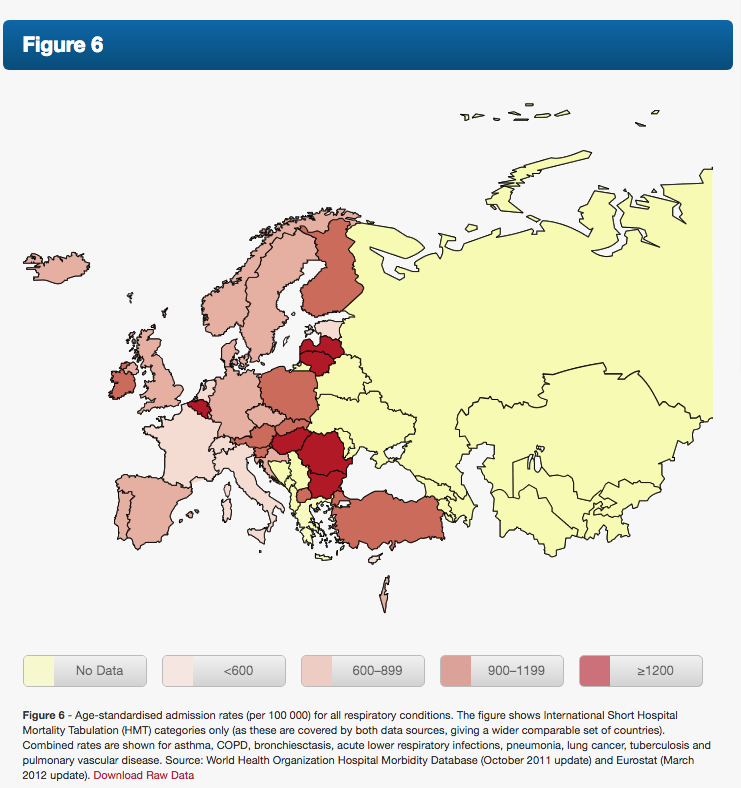 Figure 6
No Data
<600
600–899
900–1199
≥1200
Figure 6 - Age-standardised admission rates (per 100 000) for all respiratory conditions. The figure shows International Short Hospital
Mortality Tabulation (HMT) categories only (as these are covered by both data sources, giving a wider comparable set of countries).
Combined rates are shown for asthma, COPD, bronchiesctasis, acute lower respiratory infections, pneumonia, lung cancer, tuberculosis and
pulmonary vascular disease. Source: World Health Organization Hospital Morbidity Database (October 2011 update) and Eurostat (March
2012 update). Download Raw Data